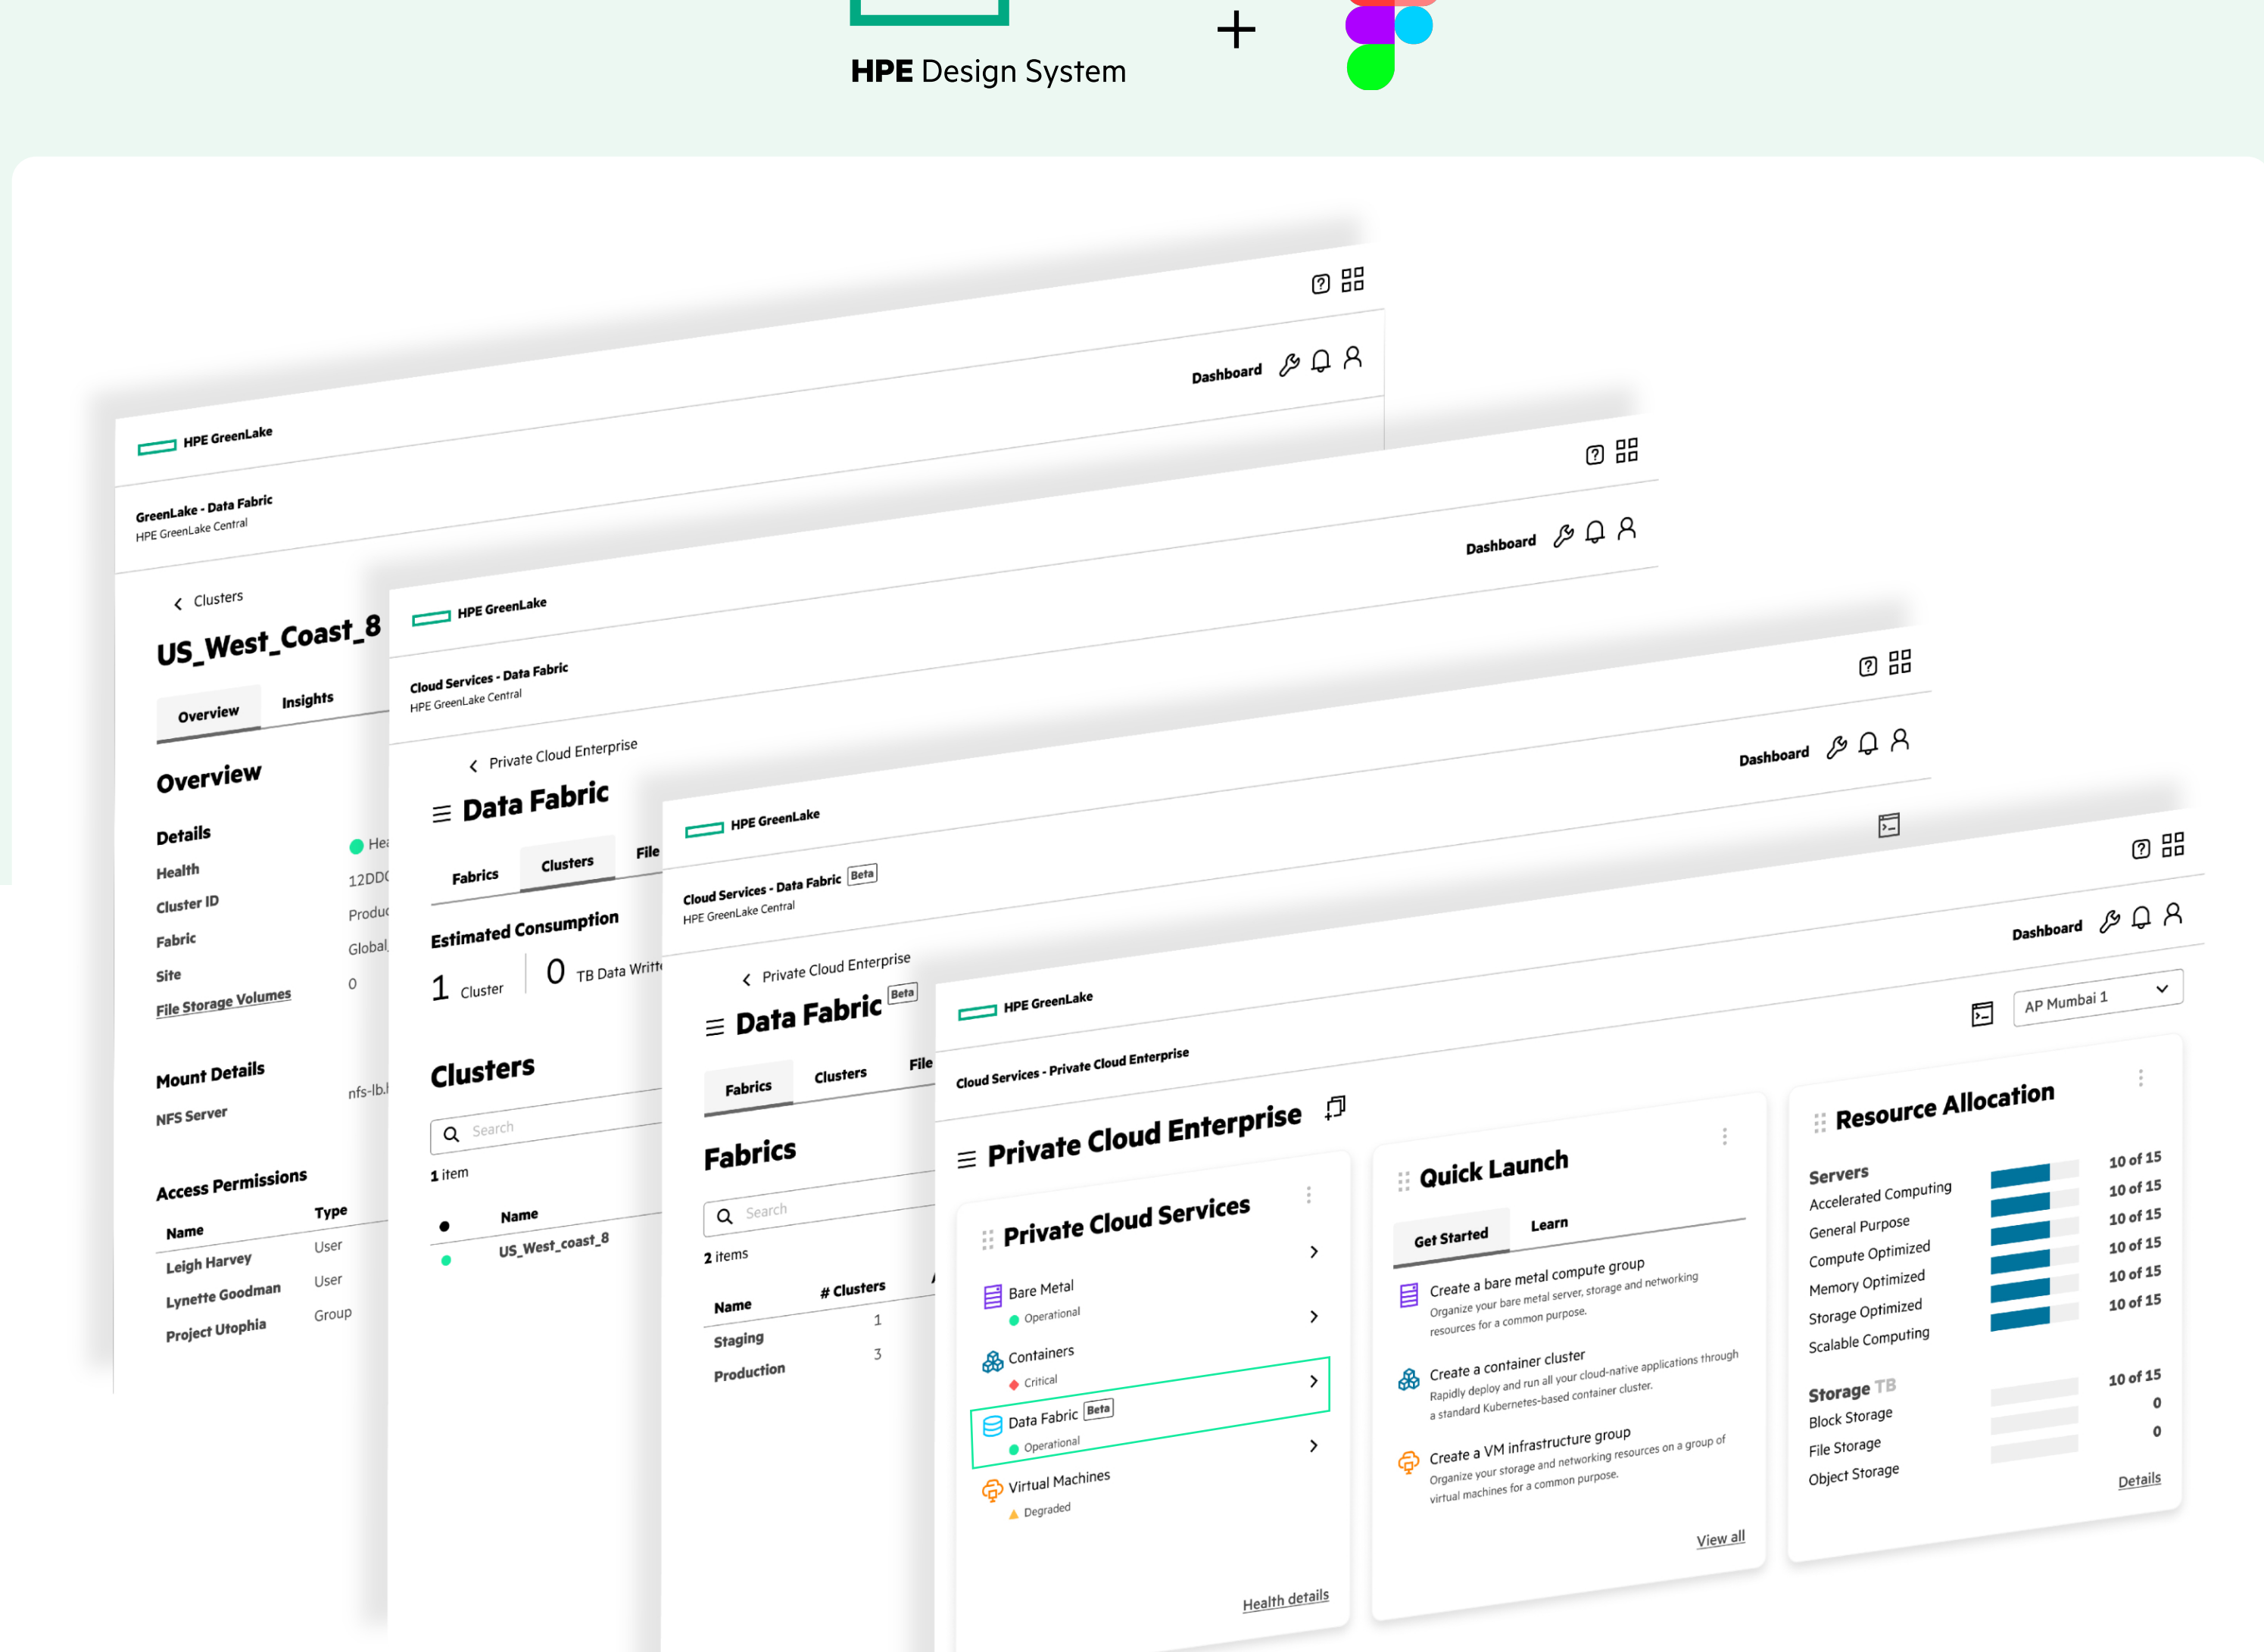 HPE Design System
+
HPE GreenLake
Dashboard
GreenLake - Data Fabric
HPE GreenLake Central
Clusters
US_West_Coast_8
Overview Insights
Overview
Details
Health
Cluster ID 12DD
Fabric
Site
File Storage Volumes 0
Mount Details
NFS Server
Access Permissions
Name Type
Leigh Harvey User
Lynette Goodman User
Project Utophia Group
HPE GreenLake
Dashboard
Cloud Services - Data Fabric
HPE GreenLake Central
Private Cloud Enterprise
Data Fabric
Fabrics Clusters File
Estimated Consumption
1 Cluster 0 TB Data
Clusters
Search
1 item
Name
US_West_coast_8
HPE GreenLake
Dashboard
Cloud Services - Data Fabric Beta
HPE GreenLake Central
Private Cloud Enterprise
Data Fabric Beta
Fabrics Clusters File
Fabrics
Search
2 items
Name # Clusters
Staging 1
Production 3
HPE GreenLake
Dashboard
Cloud Services - Private Cloud Enterprise
AP Mumbai 1
Private Cloud Enterprise
Private Cloud Services
Bare Metal
Operational
Containers
Critical
Data Fabric Beta
Operational
Virtual Machines
Degraded
Health details
Quick Launch
Get Started Learn
Create a bare metal compute group
Organize your bare metal server, storage and networking
resources for a common purpose.
Create a container cluster
Rapidly deploy and run all your cloud-native applications through
a standard Kubernetes-based container cluster.
Create a VM infrastructure group
Organize your storage and networking resources on a group of
virtual machines for a common purpose.
View all
Resource Allocation
Servers
Accelerated Computing 10 of 15
General Purpose 10 of 15
Compute Optimized 10 of 15
Memory Optimized 10 of 15
Storage Optimized 10 of 15
Scalable Computing 10 of 15
Storage TB
Block Storage 10 of 15
File Storage 0
Object Storage 0
Details